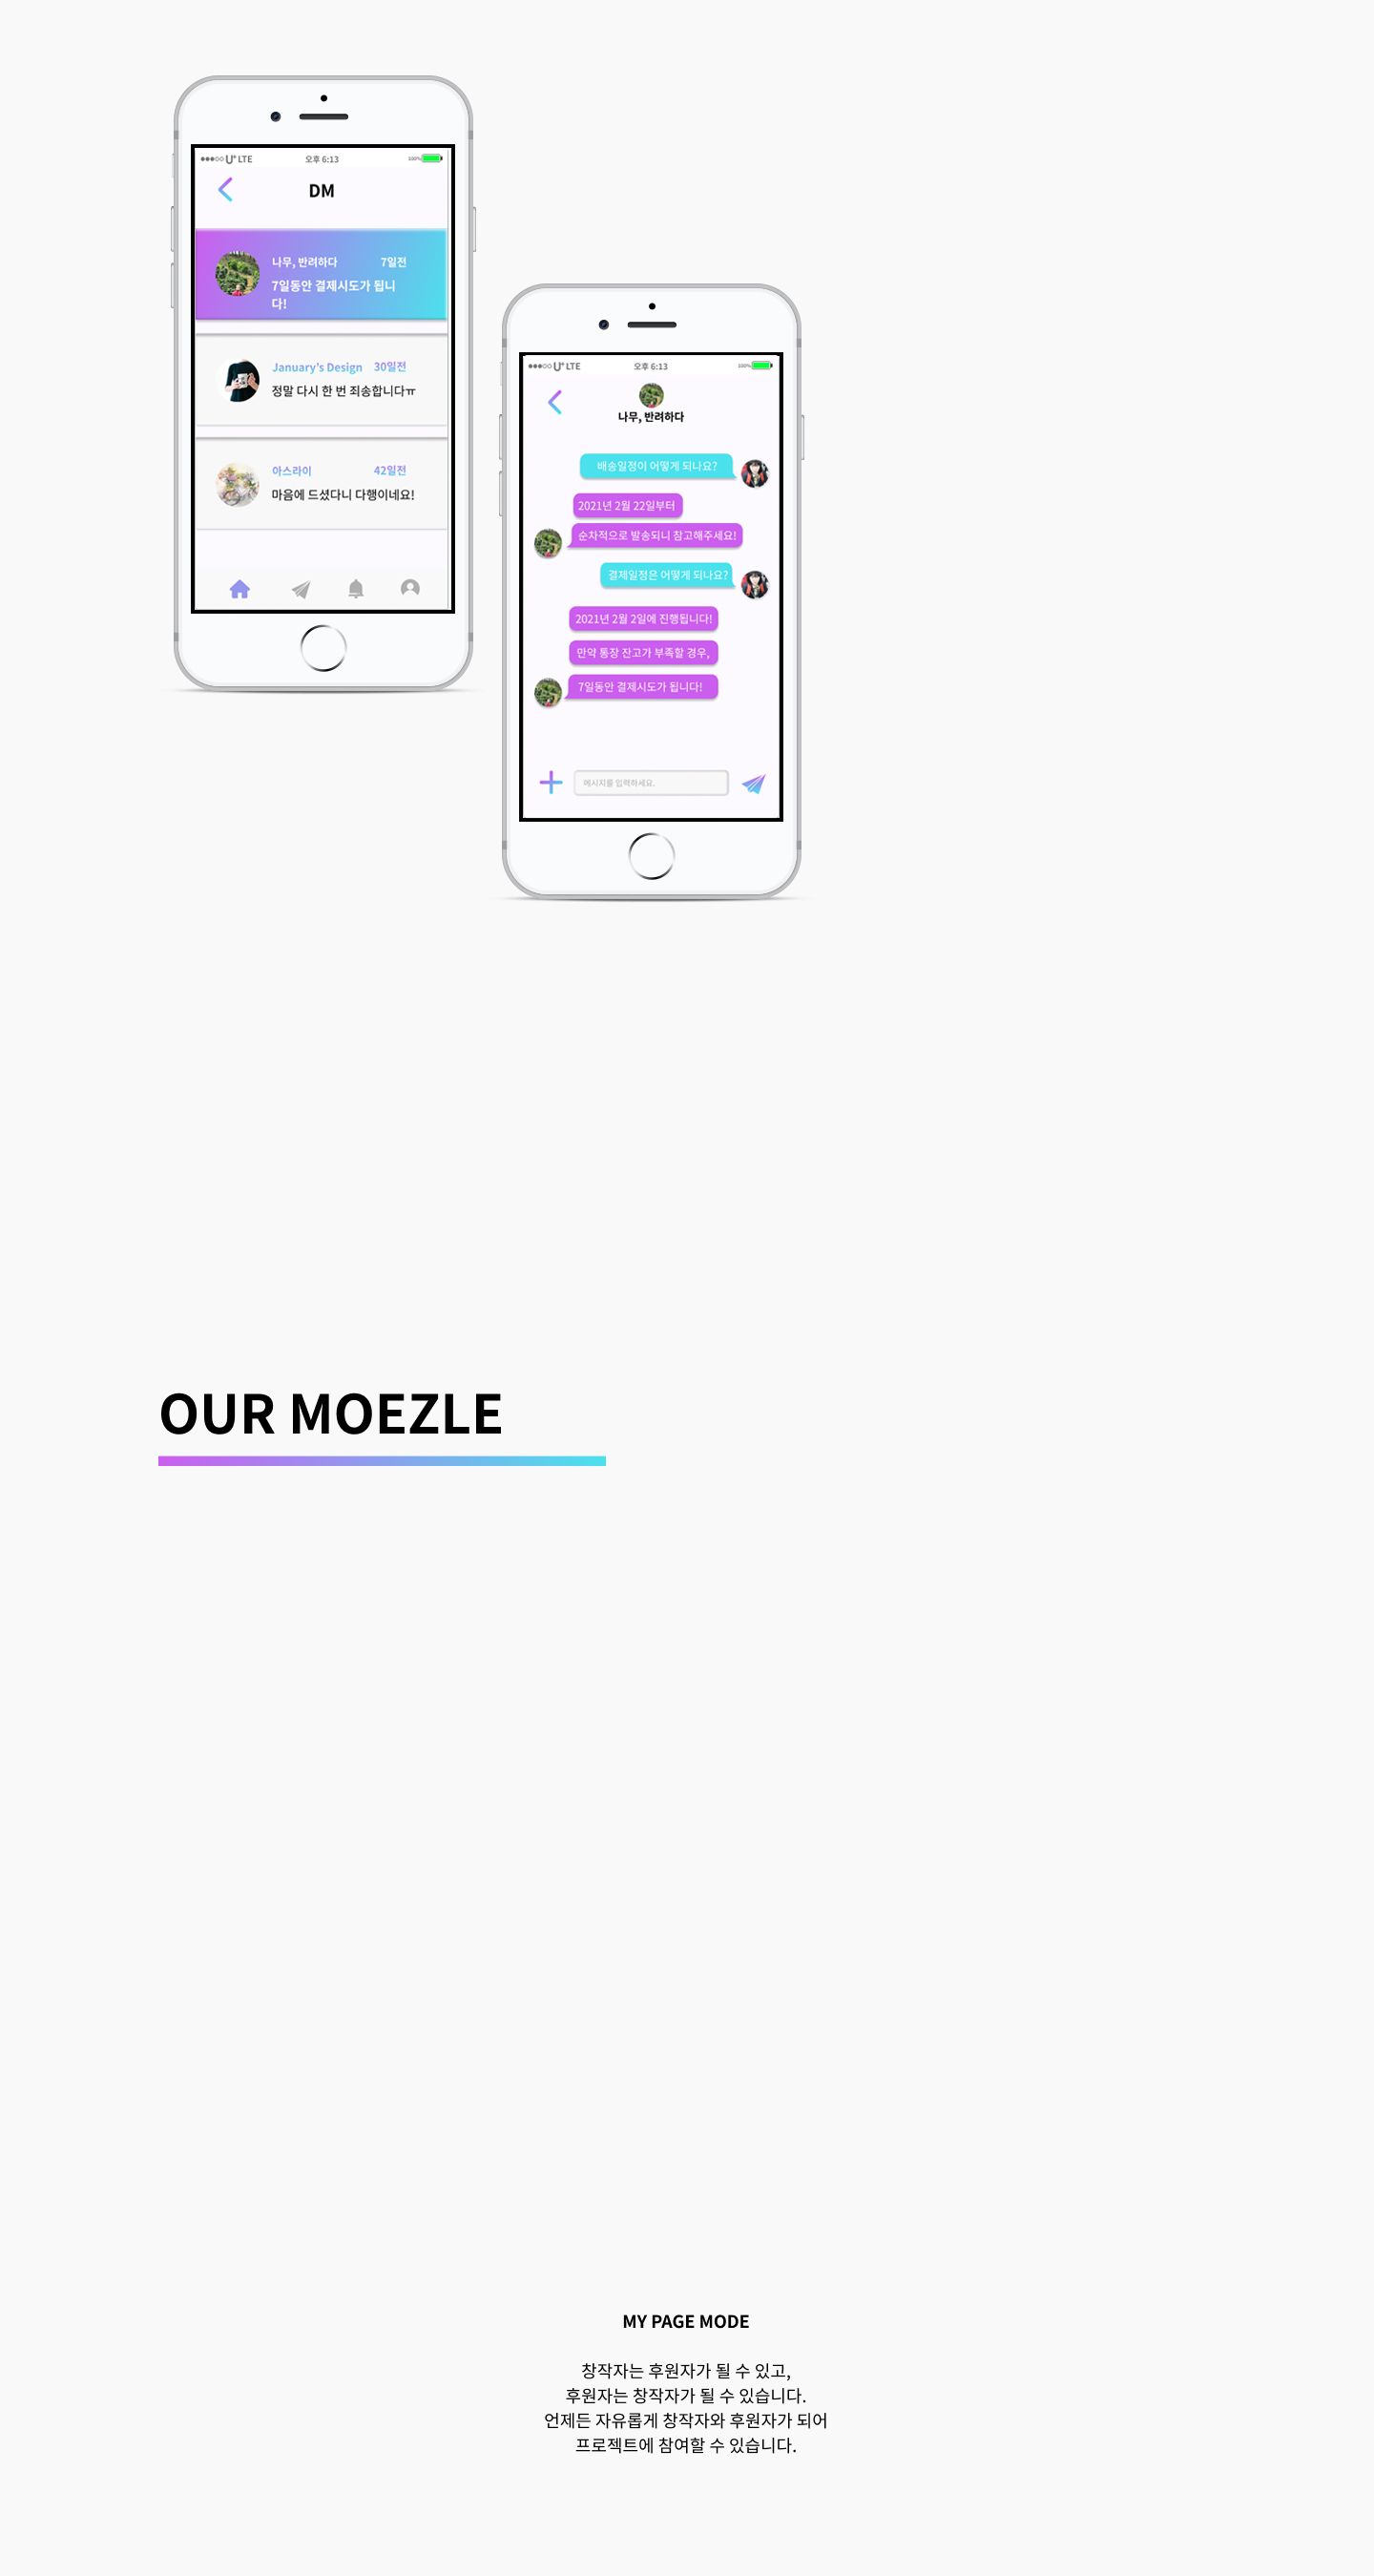 U+ LTE 오후 6:13 100%
DM
나무, 반려하다 7일전
7일동안 결제시도가 됩니
다!
January's Design 30일전
정말 다시 한 번 죄송합니다ㅠ
아스라이 42일전
마음에 드셨다니 다행이네요!
U+ LTE 오후 6:13 100%
나무, 반려하다
배송일정이 어떻게 되나요?
2021년 2월 22일부터
순차적으로 발송되니 참고해주세요!
결제일정은 어떻게 되나요?
2021년 2월 2일에 진행됩니다!
만약 통장 잔고가 부족할 경우,
7일동안 결제시도가 됩니다!
메시지를 입력하세요.
OUR MOEZLE
MY PAGE MODE
창작자는 후원자가 될 수 있고,
후원자는 창작자가 될 수 있습니다.
언제든 자유롭게 창작자와 후원자가 되어
프로젝트에 참여할 수 있습니다.